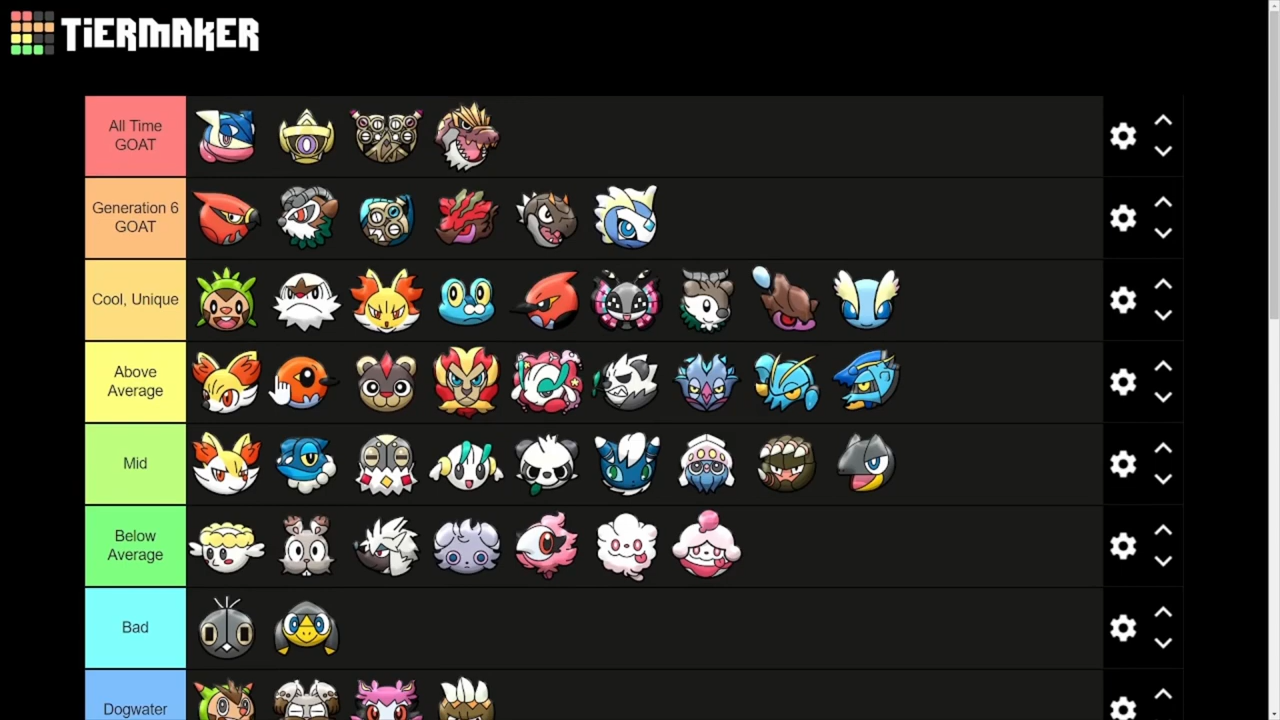 TiERMAKER
All Time
GOAT
Generation 6
GOAT
Cool, Unique
Above
Average
Mid
Below
Average
Bad
Dogwater